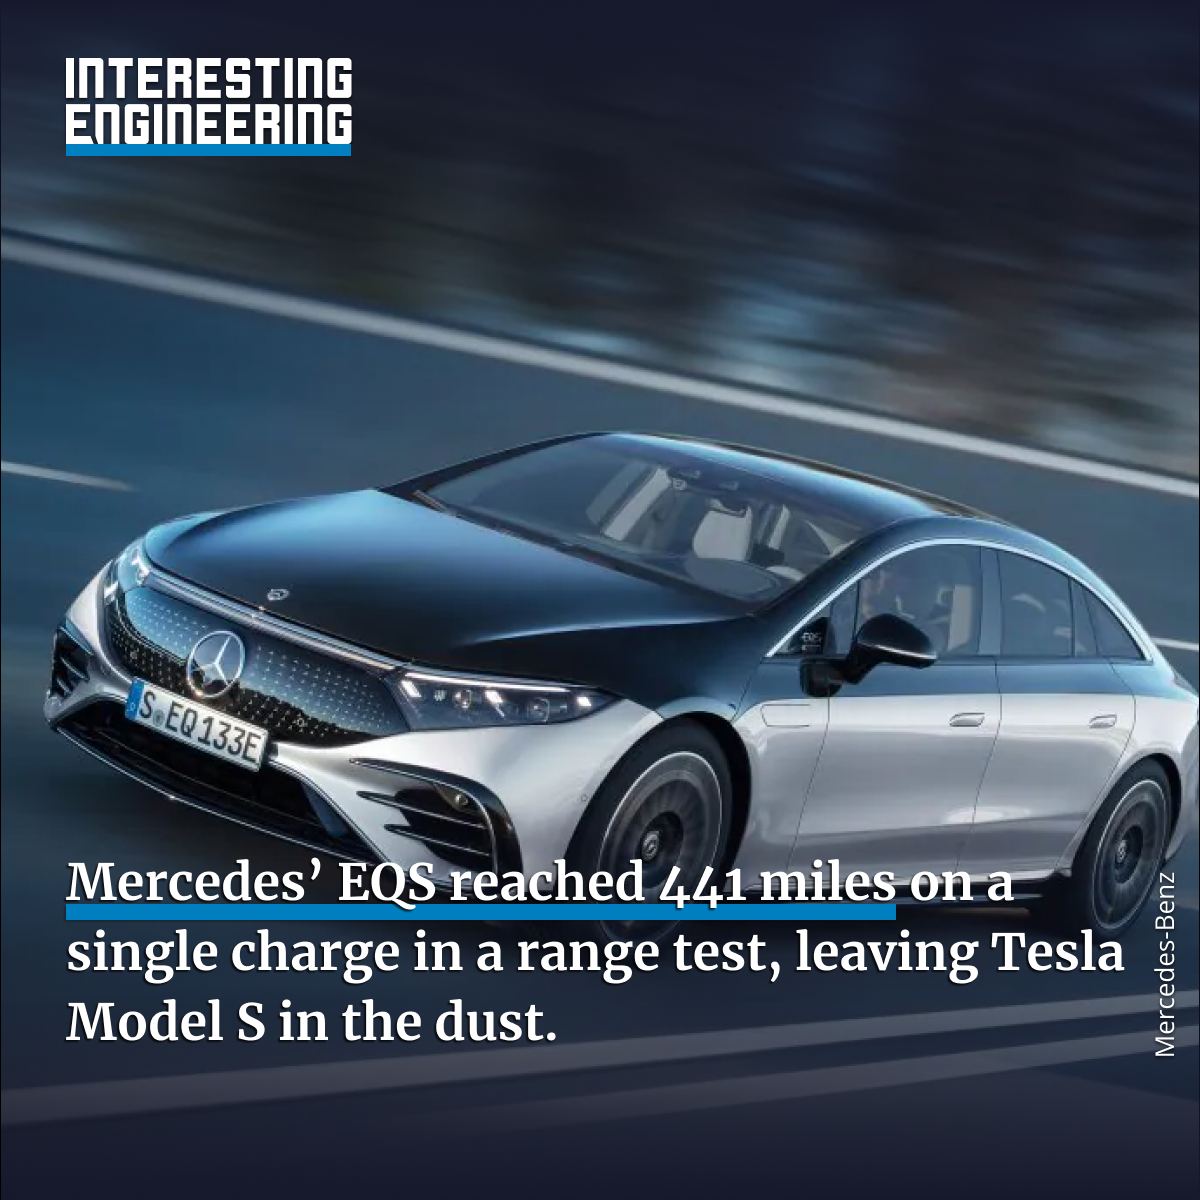 INTERESTING
ENGINEERING
EQS
S EQ 133E
Mercedes' EQS reached 441 miles on a
single charge in a range test, leaving Tesla
Model S in the dust.
Mercedes-Benz